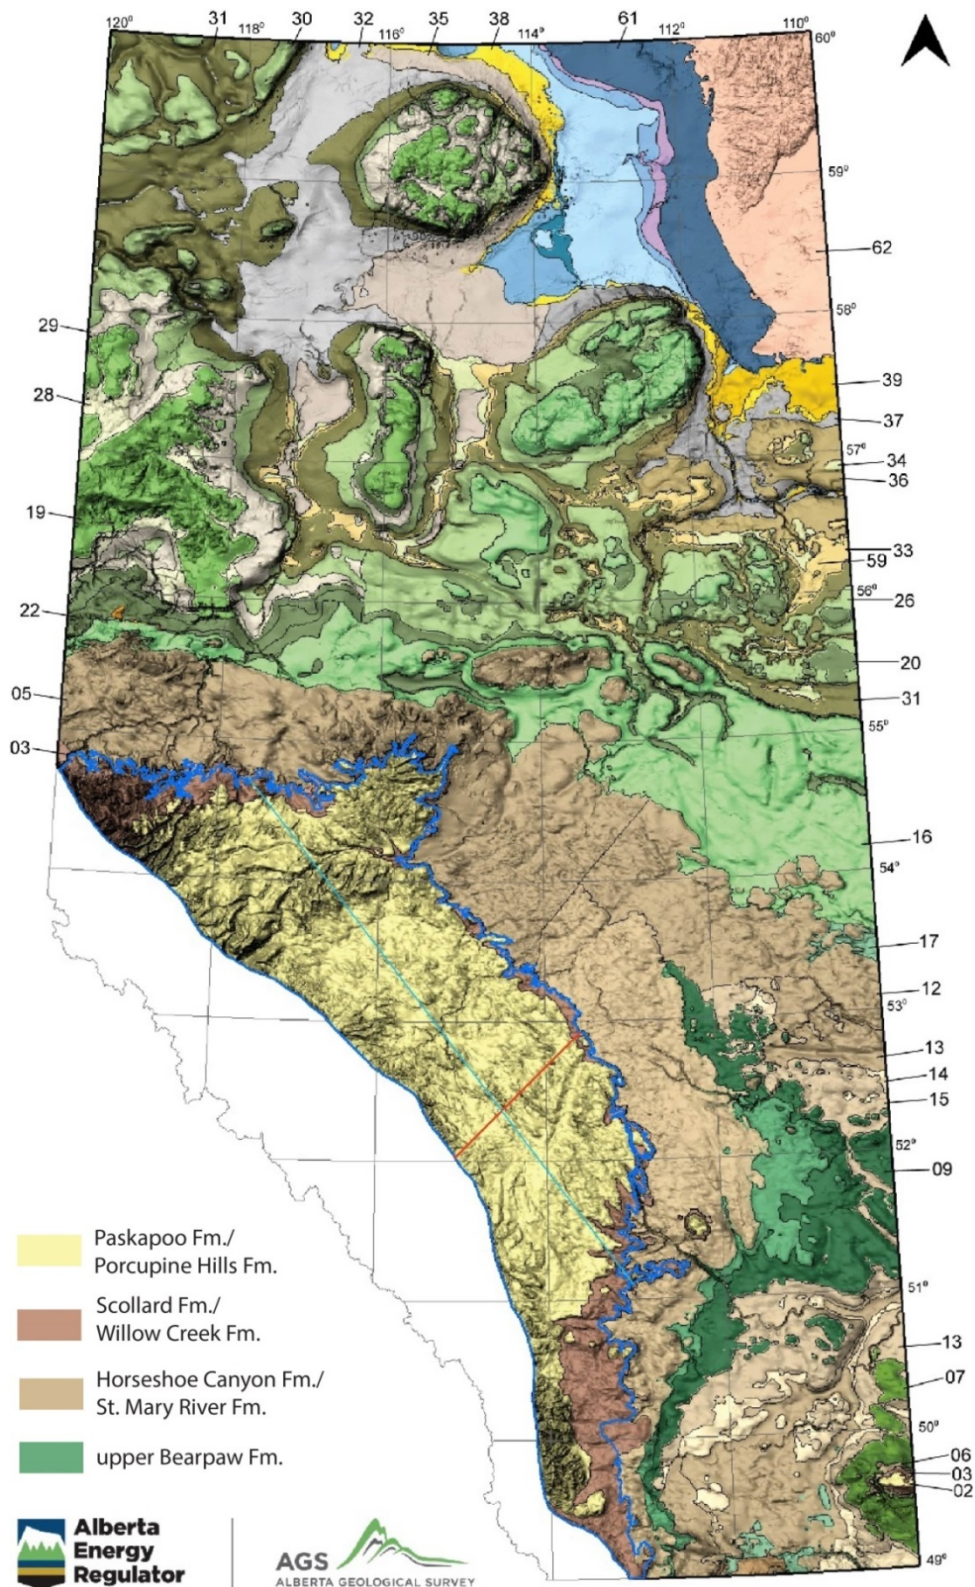 31 30 32 35 38 61
120° 118° 116° 114° 112° 110°
60°
59°
62
58°
29
39
28
37
57°
34
36
19
33
59
56°
26
22
20
05
31
55°
03
16
54°
17
12
53°
13
14
15
52°
09
Paskapoo Fm./
Porcupine Hills Fm.
51°
Scollard Fm./
Willow Creek Fm.
13
07
Horseshoe Canyon Fm./
St. Mary River Fm.
50°
upper Bearpaw Fm.
06
03
02
49°
Alberta
Energy
Regulator
AGS
ALBERTA GEOLOGICAL SURVEY